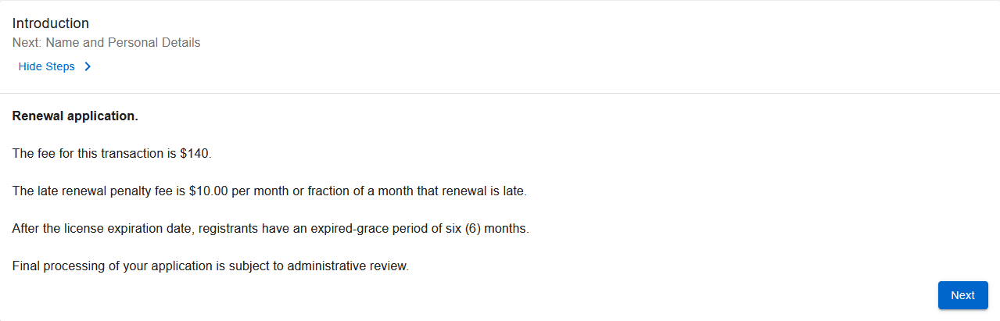 Introduction
Next: Name and Personal Details
Hide Steps
Renewal application.
The fee for this transaction is $140.
The late renewal penalty fee is $10.00 per month or fraction of a month that renewal is late.
After the license expiration date, registrants have an expired-grace period of six (6) months.
Final processing of your application is subject to administrative review.
Next